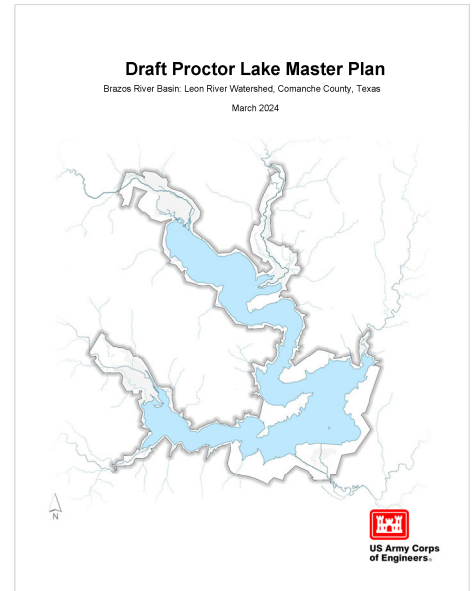 Draft Proctor Lake Master Plan
Brazos River Basin: Leon River Watershed, Comanche County, Texas
March 2024
N
US Army Corps
of Engineers®